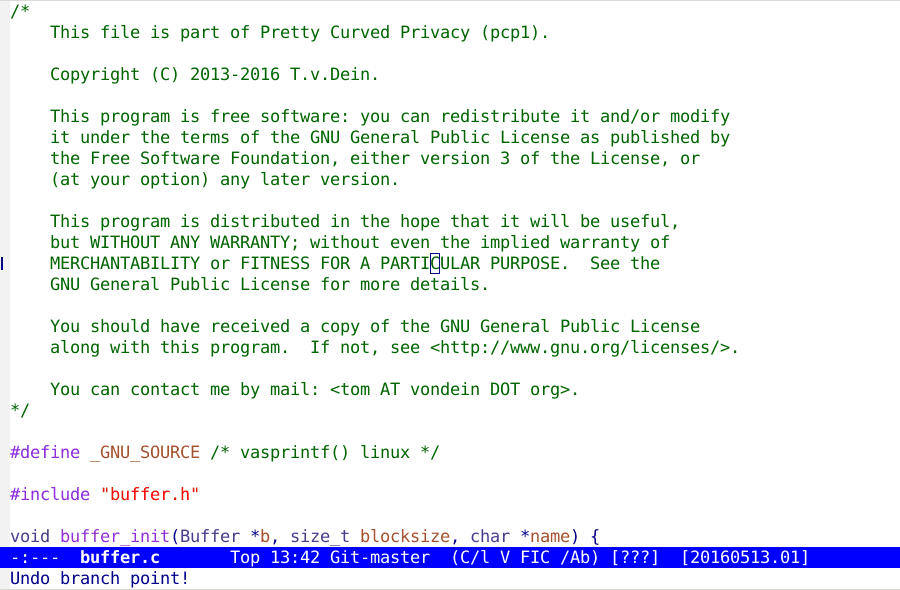 /*
    This file is part of Pretty Curved Privacy (pcp1).

    Copyright (C) 2013-2016 T.v.Dein.

    This program is free software: you can redistribute it and/or modify
    it under the terms of the GNU General Public License as published by
    the Free Software Foundation, either version 3 of the License, or
    (at your option) any later version.

    This program is distributed in the hope that it will be useful,
    but WITHOUT ANY WARRANTY; without even the implied warranty of
    MERCHANTABILITY or FITNESS FOR A PARTICULAR PURPOSE.  See the
    GNU General Public License for more details.

    You should have received a copy of the GNU General Public License
    along with this program.  If not, see <http://www.gnu.org/licenses/>.

    You can contact me by mail: <tom AT vondein DOT org>.
*/

#define _GNU_SOURCE /* vasprintf() linux */

#include "buffer.h"

void buffer_init(Buffer *b, size_t blocksize, char *name) {
-:---  buffer.c       Top 13:42 Git-master  (C/l V FIC /Ab) [???]  [20160513.01]
Undo branch point!